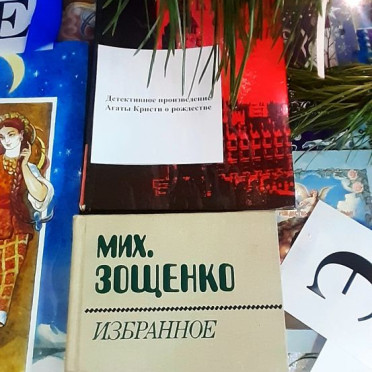 Е
Детективное произведение
Агаты Кристи о рождестве
МИХ.
ЗОЩЕНКО
ИЗБРАННОЕ
Є